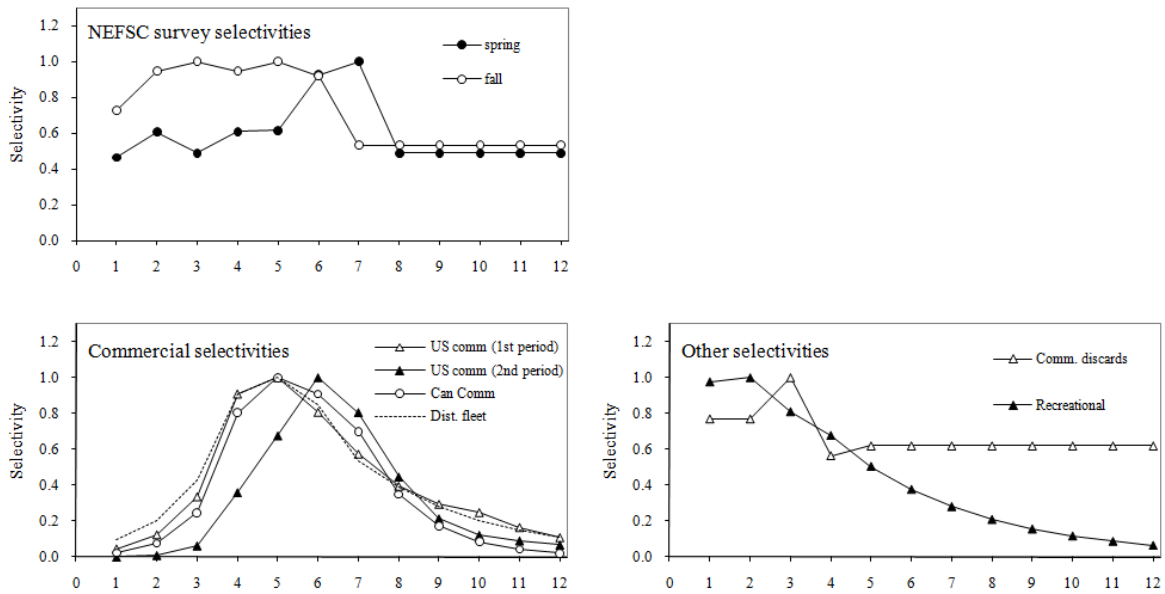 NEFSC survey selectivities
spring
fall
Selectivity
1.2
1.0
0.8
0.6
0.4
0.2
0.0
0 1 2 3 4 5 6 7 8 9 10 11 12
Commercial selectivities
US comm (1st period)
US comm (2nd period)
Can Comm
Dist. fleet
Selectivity
1.2
1.0
0.8
0.6
0.4
0.2
0.0
0 1 2 3 4 5 6 7 8 9 10 11 12
Other selectivities
Comm. discards
Recreational
Selectivity
1.2
1.0
0.8
0.6
0.4
0.2
0.0
0 1 2 3 4 5 6 7 8 9 10 11 12